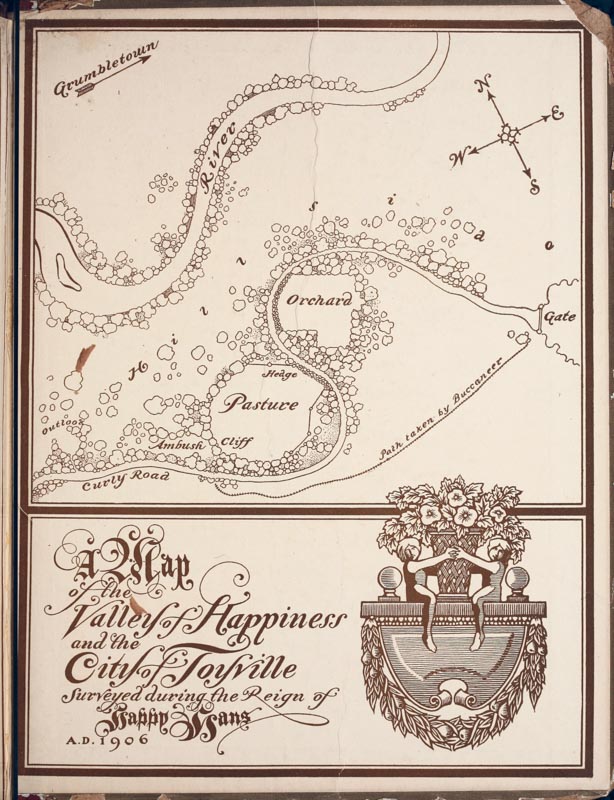 Grumbletown
N
E
W
S
River
Hillsido
Orchard
Gate
Hedge
Pasture
Path taken by Buccaneer
Outlook
Ambush Cliff
Curly Road
A Map
of the
Valley of Happiness
and the
City of Toyville
Surveyed during the Reign of
Happy Hans
A.D. 1906